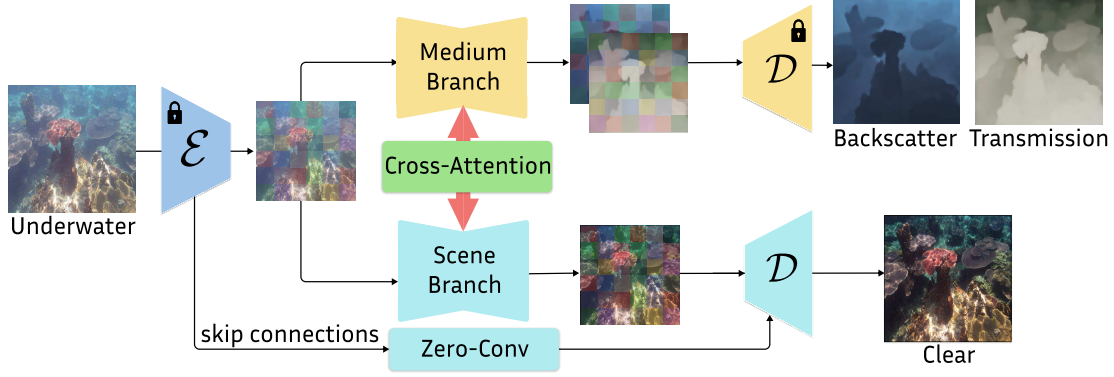 Medium
Branch
𝒟
Backscatter
Transmission
ℰ
Cross-Attention
Underwater
Scene
Branch
𝒟
skip connections
Zero-Conv
Clear